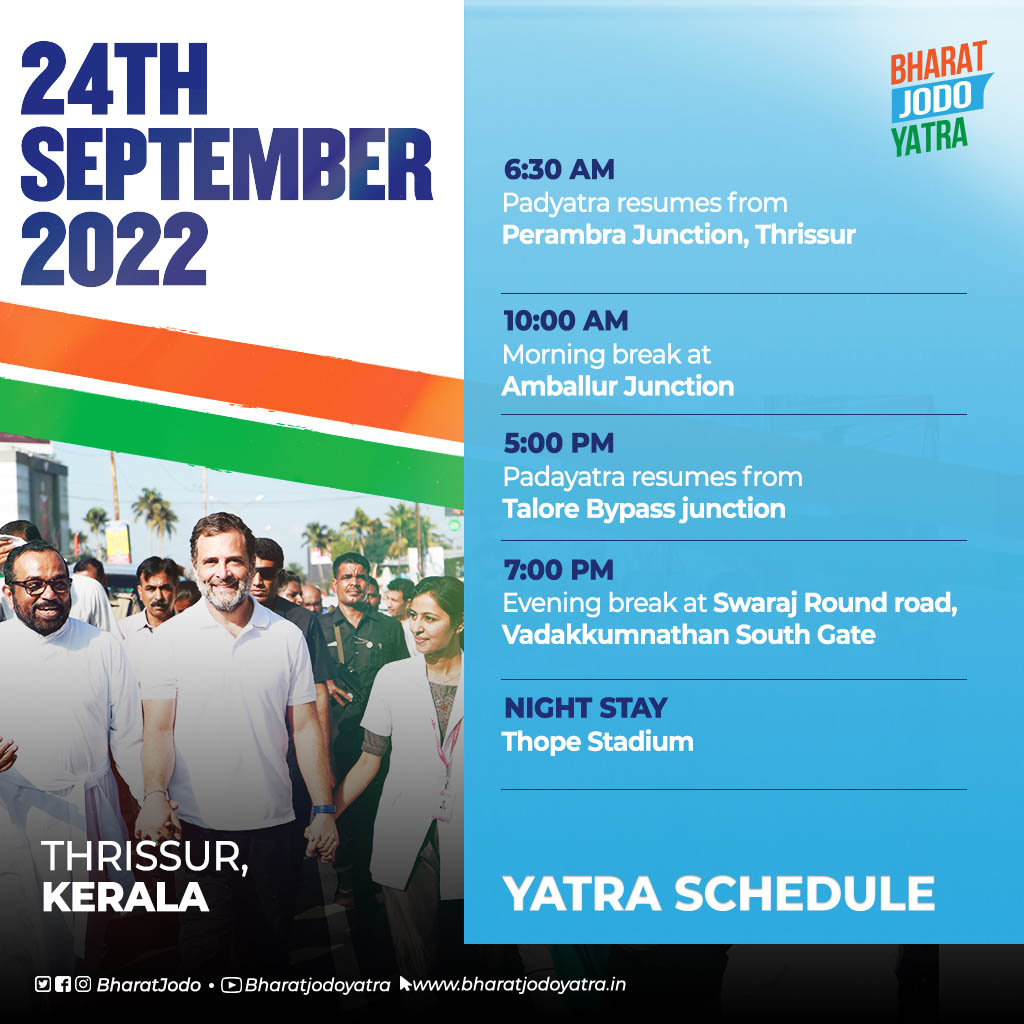 24TH
SEPTEMBER
2022
BHARAT
JODO
YATRA
6:30 AM
Padyatra resumes from
Perambra Junction, Thrissur
10:00 AM
Morning break at
Amballur Junction
5:00 PM
Padayatra resumes from
Talore Bypass junction
7:00 PM
Evening break at Swaraj Round road,
Vadakkumnathan South Gate
NIGHT STAY
Thope Stadium
YATRA SCHEDULE
THRISSUR,
KERALA
BharatJodo • Bharatjodoyatra www.bharatjodoyatra.in